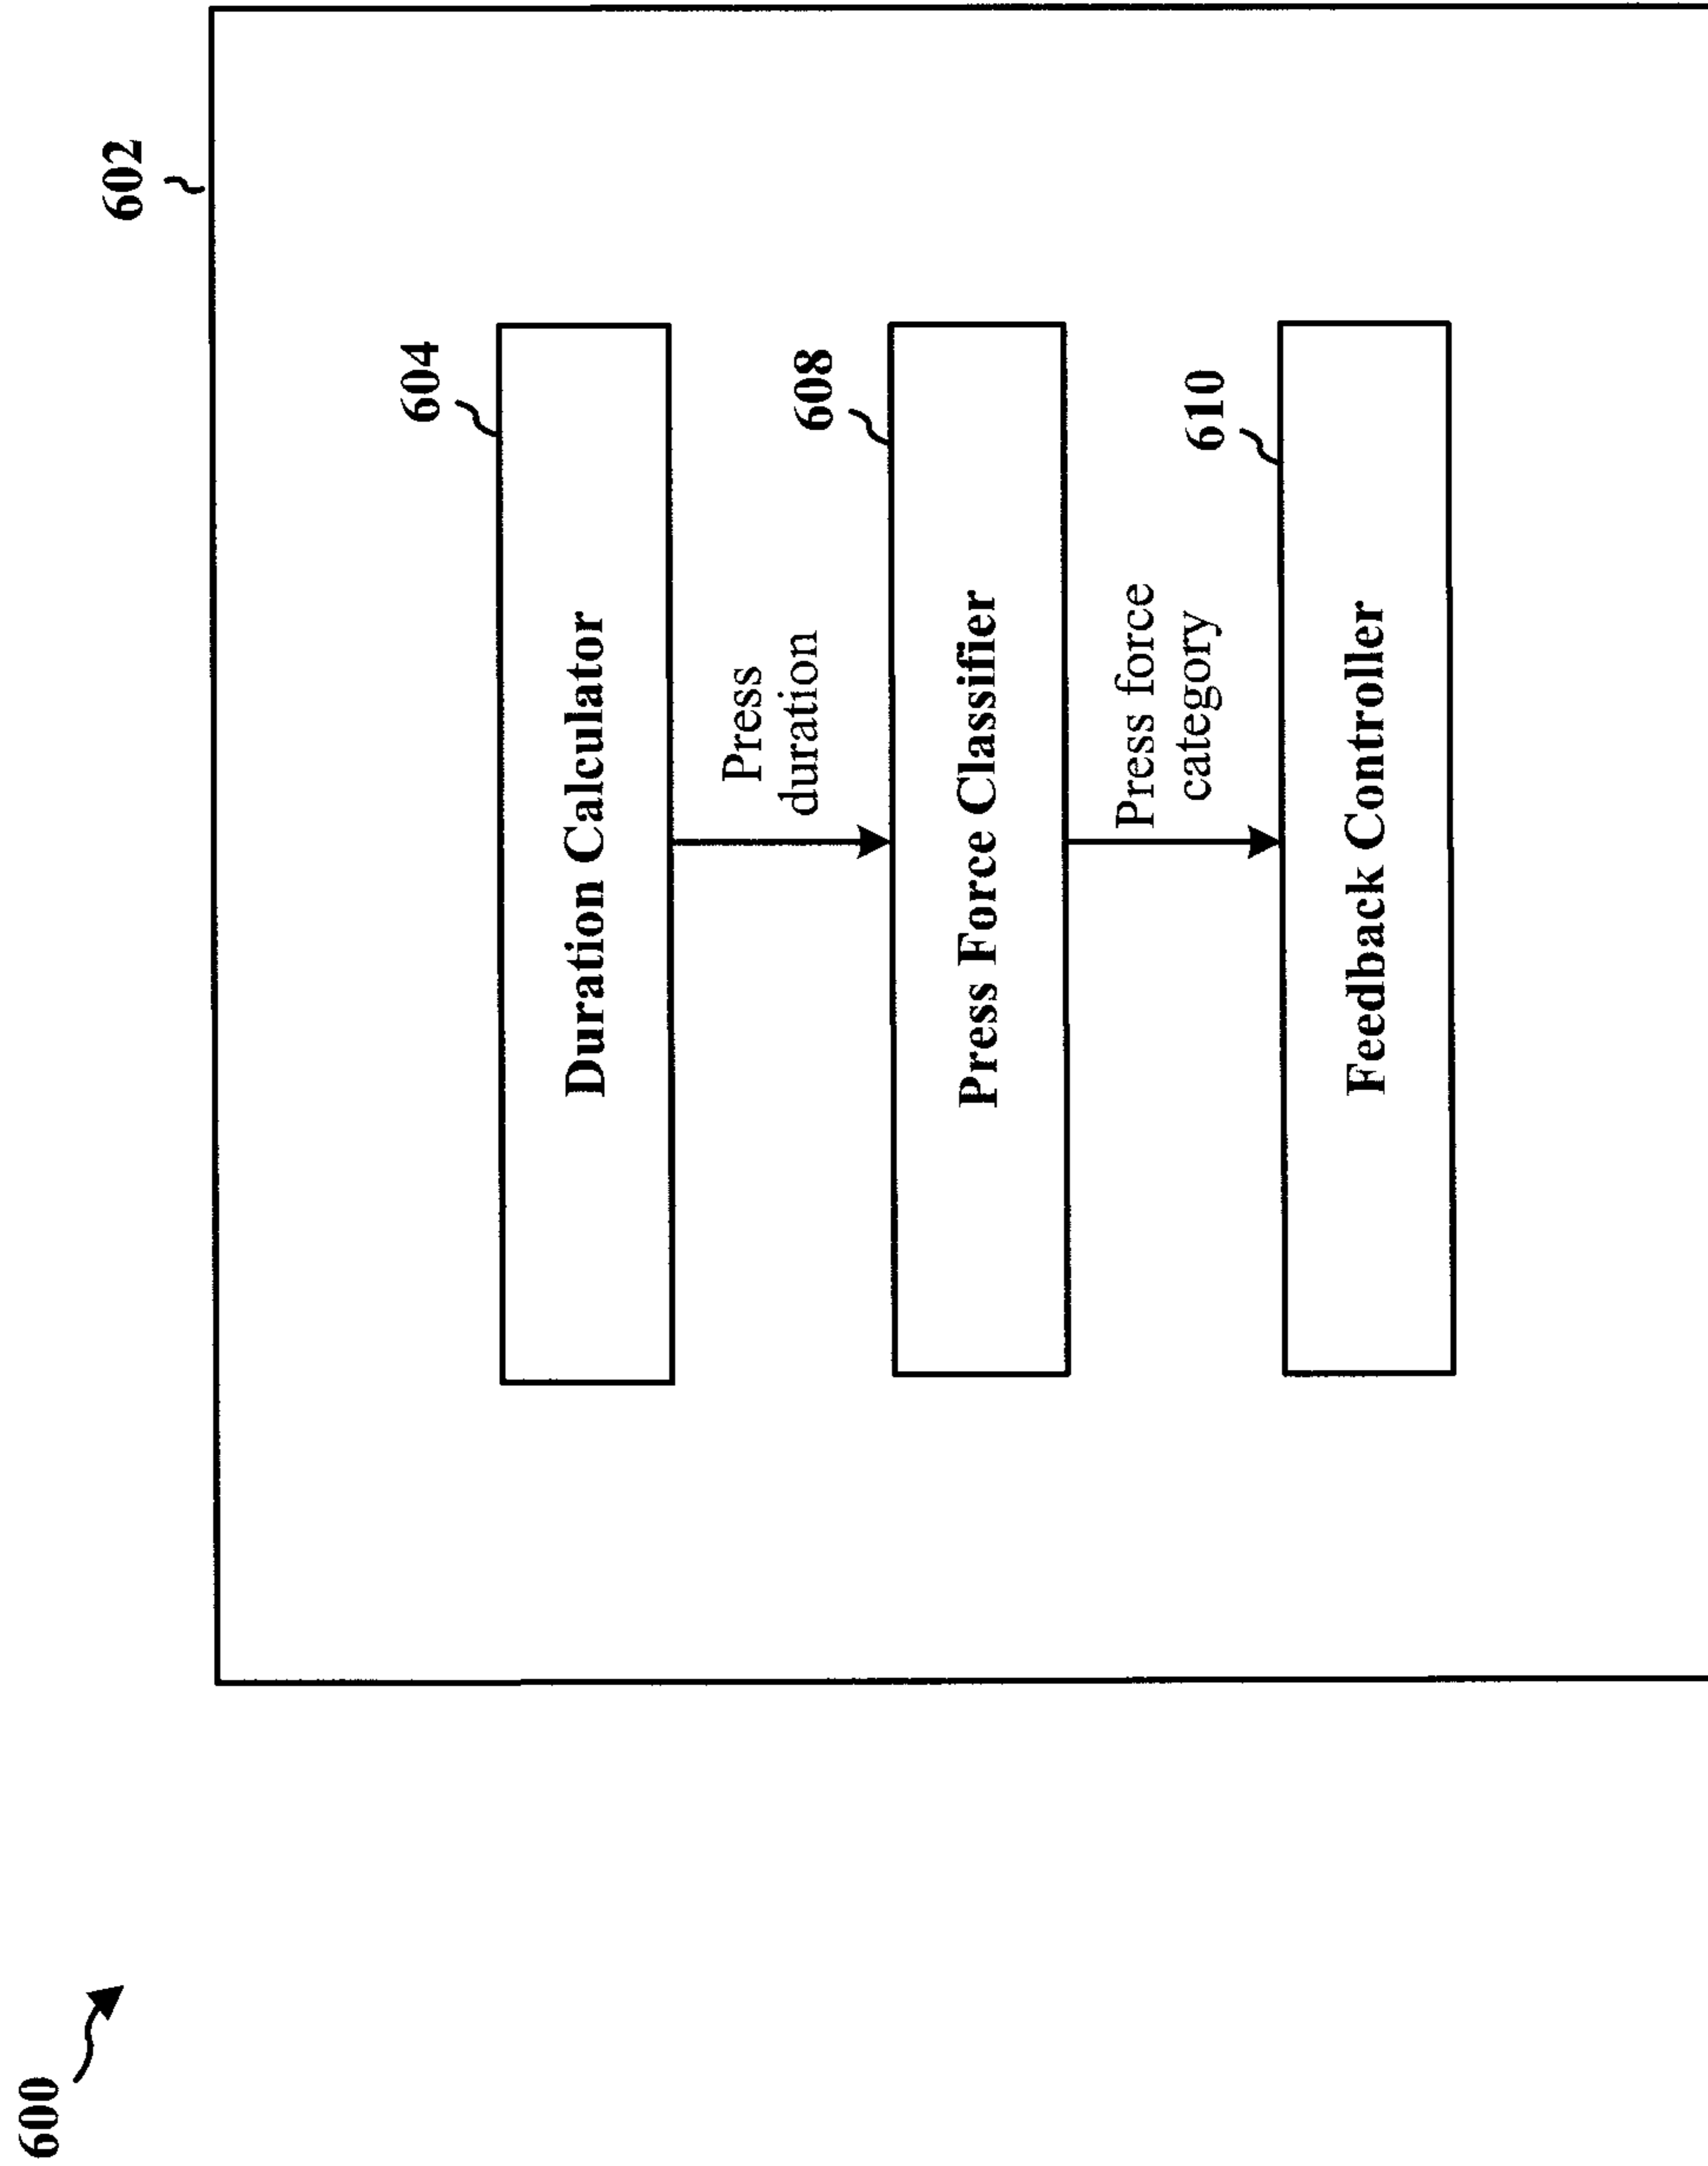 600
602
604
Duration Calculator
Press
duration
608
Press Force Classifier
Press force
category
610
Feedback Controller